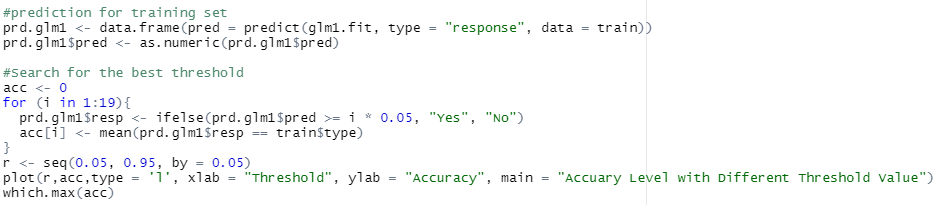 #prediction for training set
prd.glm1 <- data.frame(pred = predict(glm1.fit, type = "response", data = train))
prd.glm1$pred <- as.numeric(prd.glm1$pred)
#Search for the best threshold
acc <- 0
for (i in 1:19){
prd.glm1$resp <- ifelse(prd.glm1$pred >= i * 0.05, "Yes", "No")
acc[i] <- mean(prd.glm1$resp == train$type)
}
r <- seq(0.05, 0.95, by = 0.05)
plot(r,acc,type = 'l', xlab = "Threshold", ylab = "Accuracy", main = "Accuary Level with Different Threshold Value")
which.max(acc)